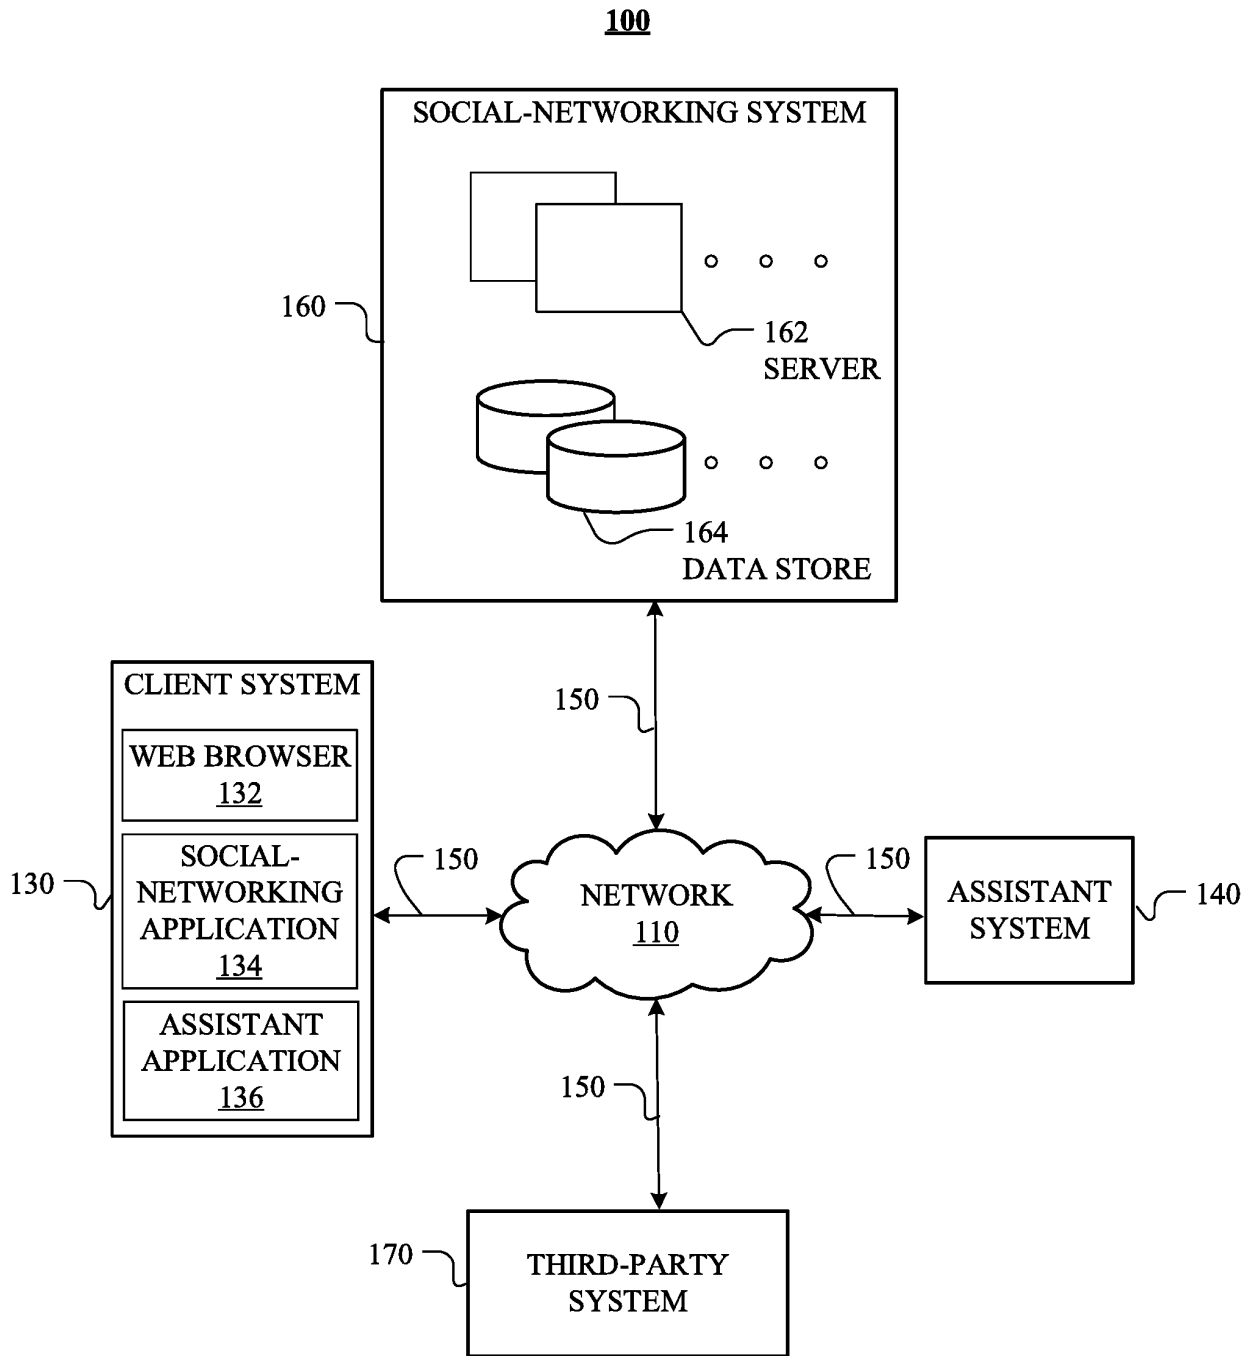 100
SOCIAL-NETWORKING SYSTEM
160
162
SERVER
164
DATA STORE
CLIENT SYSTEM
150
WEB BROWSER
132
SOCIAL-
NETWORKING
APPLICATION
134
130
150
NETWORK
110
150
ASSISTANT
SYSTEM
140
ASSISTANT
APPLICATION
136
150
170
THIRD-PARTY
SYSTEM